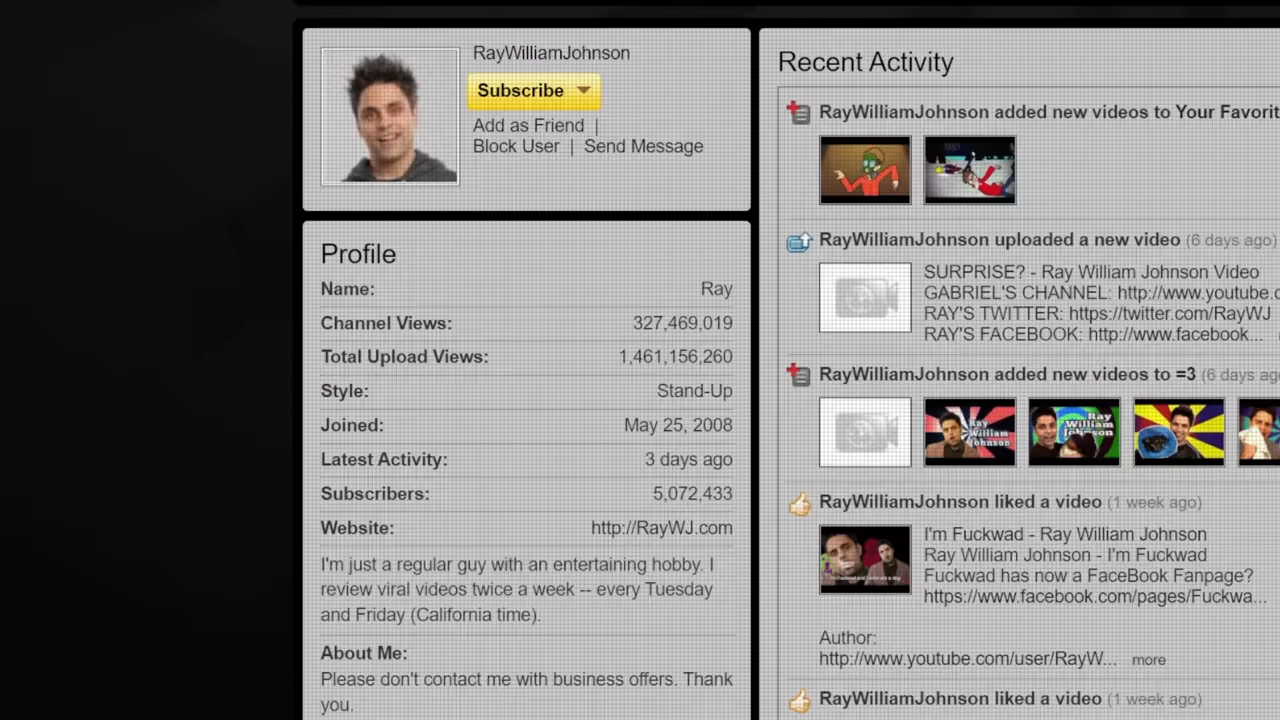 RayWilliamJohnson
Subscribe
Add as Friend |
Block User | Send Message
Profile
Name: Ray
Channel Views: 327,469,019
Total Upload Views: 1,461,156,260
Style: Stand-Up
Joined: May 25, 2008
Latest Activity: 3 days ago
Subscribers: 5,072,433
Website: http://RayWJ.com
I'm just a regular guy with an entertaining hobby. I
review viral videos twice a week -- every Tuesday
and Friday (California time).
About Me:
Please don't contact me with business offers. Thank
you.
Recent Activity
RayWilliamJohnson added new videos to Your Favorit
RayWilliamJohnson uploaded a new video (6 days ago)
SURPRISE? - Ray William Johnson Video
GABRIEL'S CHANNEL: http://www.youtube.c
RAY'S TWITTER: https://twitter.com/RayWJ
RAY'S FACEBOOK: http://www.facebook...
RayWilliamJohnson added new videos to =3 (6 days ago
Ray
William
Johnson
Ray
William
Johnson
RayWilliamJohnson liked a video (1 week ago)
I'm Fuckwad - Ray William Johnson
Ray William Johnson - I'm Fuckwad
Fuckwad has now a FaceBook Fanpage?
https://www.facebook.com/pages/Fuckwa...
Author:
http://www.youtube.com/user/RayW... more
RayWilliamJohnson liked a video (1 week ago)